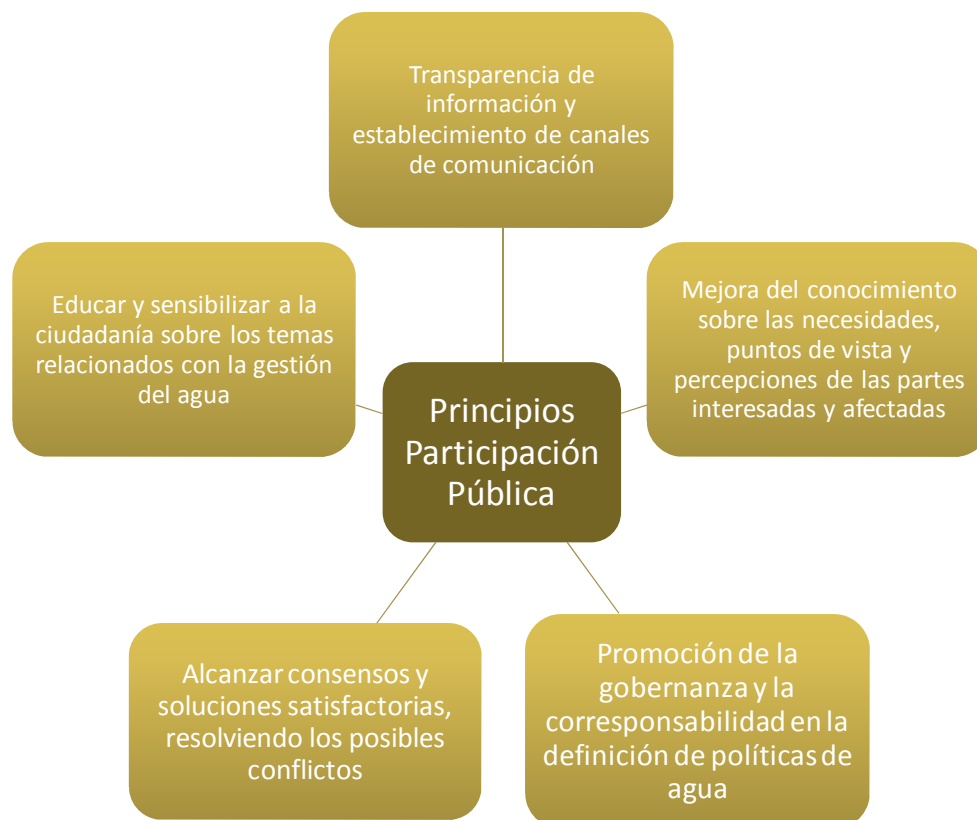 Transparencia de
información y
establecimiento de canales
de comunicación
Educar y sensibilizar a la
ciudadanía sobre los temas
relacionados con la gestión
del agua
Mejora del conocimiento
sobre las necesidades,
puntos de vista y
percepciones de las partes
interesadas y afectadas
Principios
Participación
Pública
Alcanzar consensos y
soluciones satisfactorias,
resolviendo los posibles
conflictos
Promoción de la
gobernanza y la
corresponsabilidad en la
definición de políticas de
agua